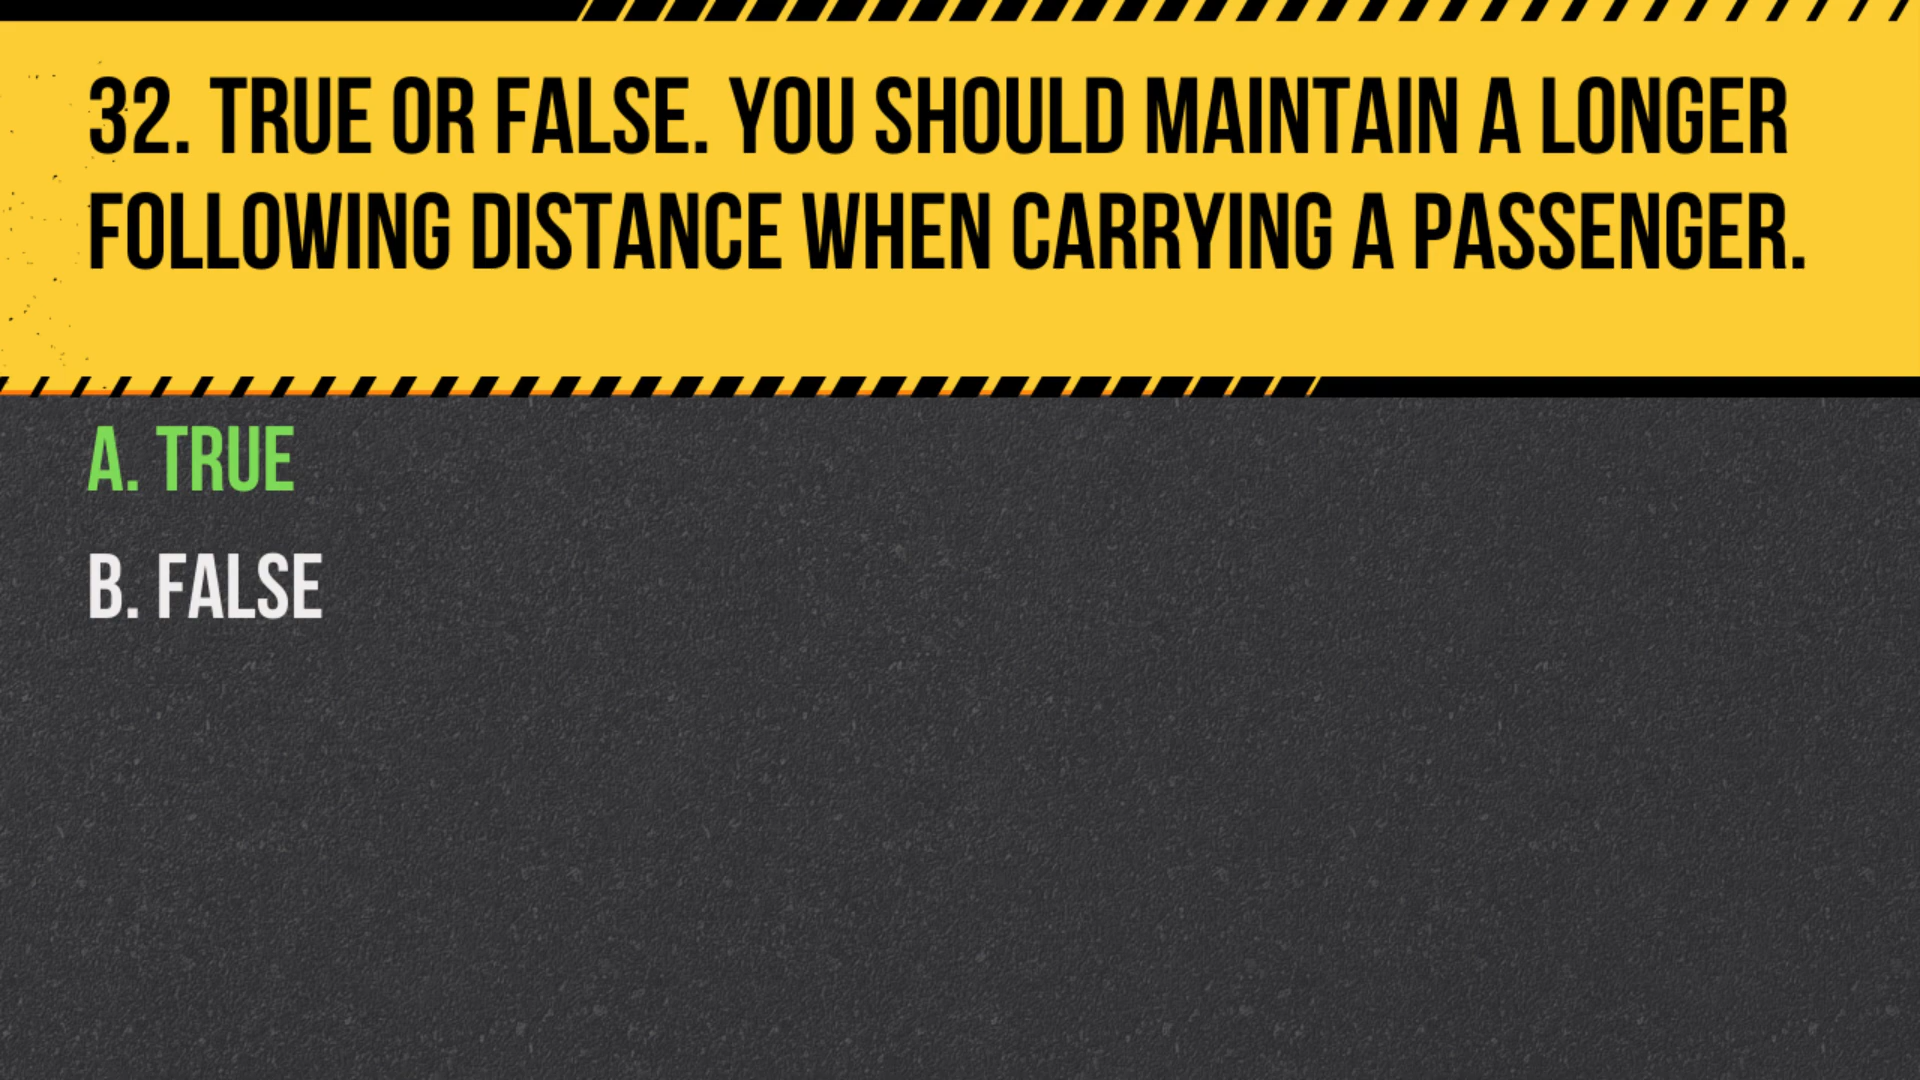 32. TRUE OR FALSE. YOU SHOULD MAINTAIN A LONGER
FOLLOWING DISTANCE WHEN CARRYING A PASSENGER.
A. TRUE
B. FALSE